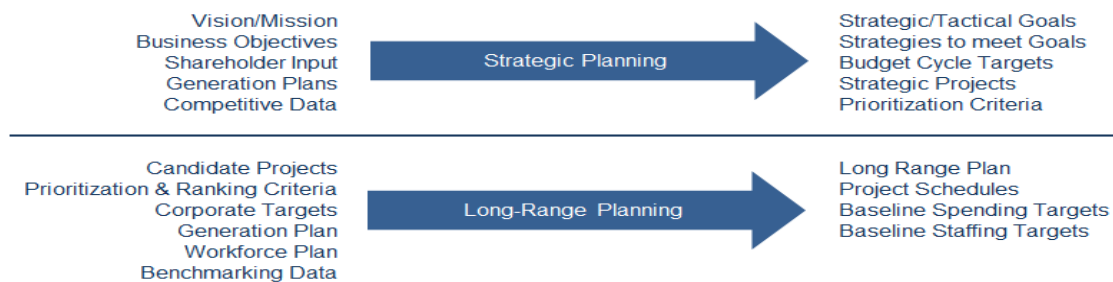 Vision/Mission
Business Objectives
Shareholder Input
Generation Plans
Competitive Data
Strategic Planning
Strategic/Tactical Goals
Strategies to meet Goals
Budget Cycle Targets
Strategic Projects
Prioritization Criteria
Candidate Projects
Prioritization & Ranking Criteria
Corporate Targets
Generation Plan
Workforce Plan
Benchmarking Data
Long-Range Planning
Long Range Plan
Project Schedules
Baseline Spending Targets
Baseline Staffing Targets